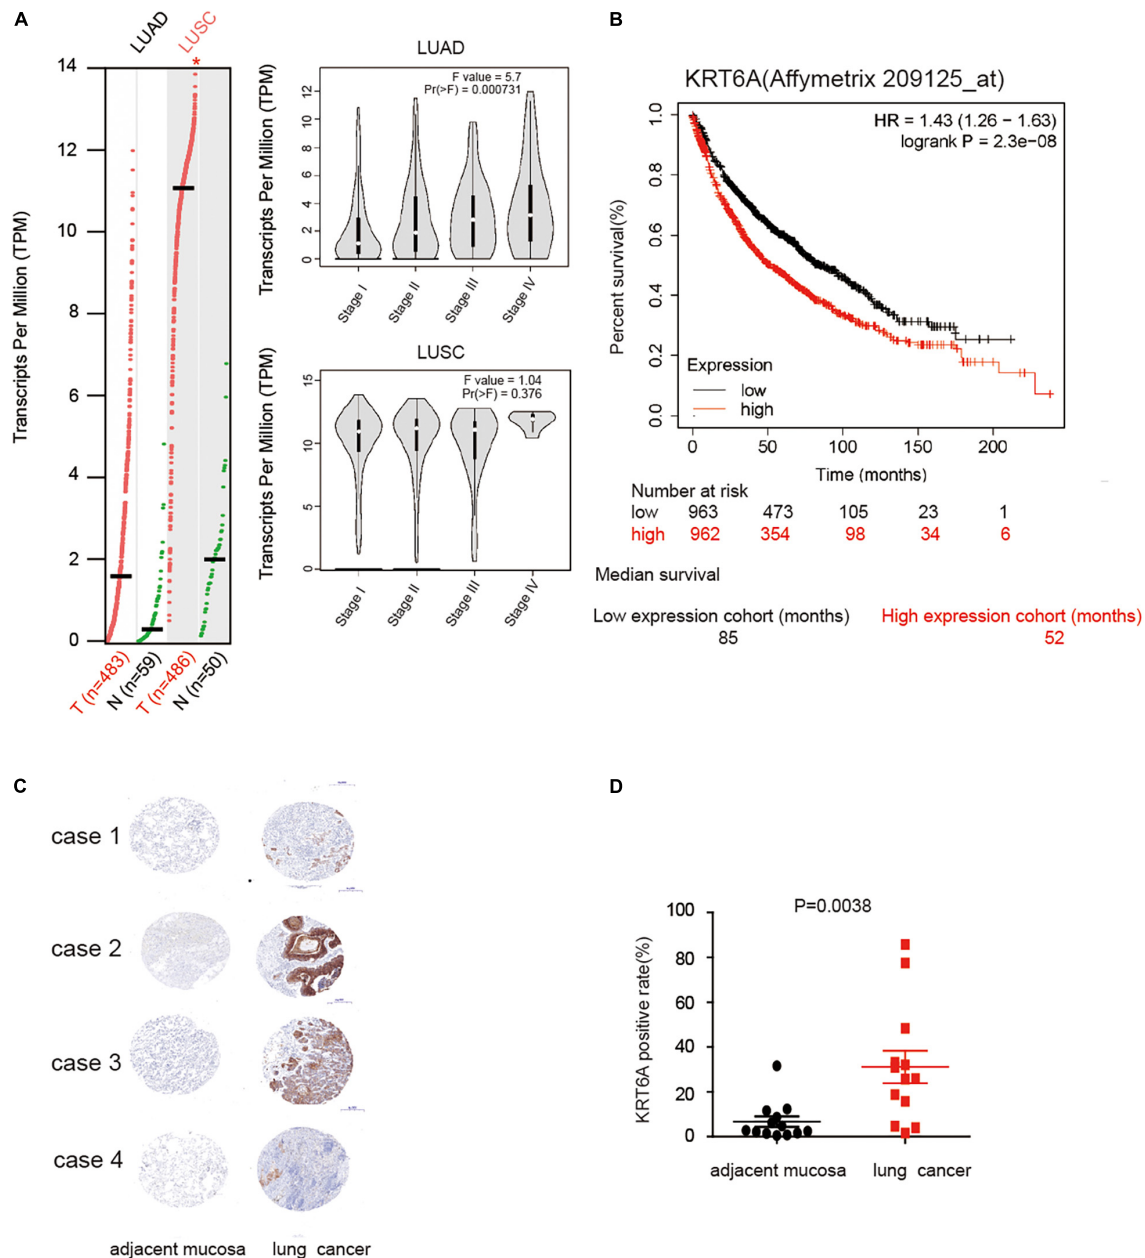 A
LUAD
LUSC
*
14
12
10
8
6
4
2
0
Transcripts Per Million (TPM)
T (n=483)
N (n=59)
T (n=486)
N (n=50)
LUAD
F value = 5.7
Pr(>F) = 0.000731
Transcripts Per Million (TPM)
12
10
8
6
4
2
0
Stage I
Stage II
Stage III
Stage IV
LUSC
F value = 1.04
Pr(>F) = 0.376
Transcripts Per Million (TPM)
15
10
5
0
Stage I
Stage II
Stage III
Stage IV
B
KRT6A(Affymetrix 209125_at)
HR = 1.43 (1.26 − 1.63)
logrank P = 2.3e−08
Percent survival(%)
1.0
0.8
0.6
0.4
0.2
0.0
Expression
low
high
0 50 100 150 200
Time (months)
Number at risk
low 963 473 105 23 1
high 962 354 98 34 6
Median survival
Low expression cohort (months) High expression cohort (months)
85 52
C
case 1
case 2
case 3
case 4
adjacent mucosa lung cancer
D
P=0.0038
KRT6A positive rate(%)
100
80
60
40
20
0
adjacent mucosa lung cancer